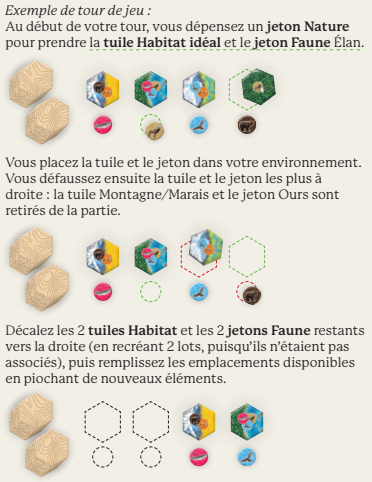 Exemple de tour de jeu :
Au début de votre tour, vous dépensez un jeton Nature
pour prendre la tuile Habitat idéal et le jeton Faune Élan.
Vous placez la tuile et le jeton dans votre environnement.
Vous défaussez ensuite la tuile et le jeton les plus à
droite : la tuile Montagne/Marais et le jeton Ours sont
retirés de la partie.
Décalez les 2 tuiles Habitat et les 2 jetons Faune restants
vers la droite (en recréant 2 lots, puisqu'ils n'étaient pas
associés), puis remplissez les emplacements disponibles
en piochant de nouveaux éléments.